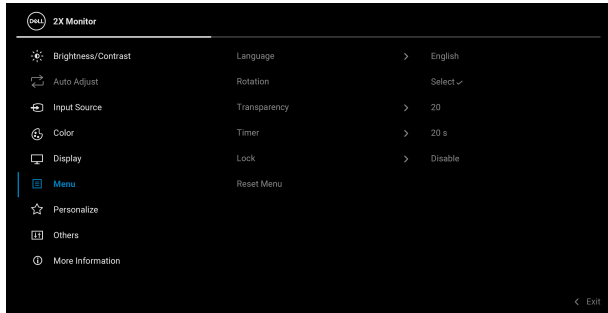 DELL 2X Monitor
Brightness/Contrast Language English
Auto Adjust Rotation Select
Input Source Transparency 20
Color Timer 20 s
Display Lock Disable
Menu Reset Menu
Personalize
Others
More Information
Exit